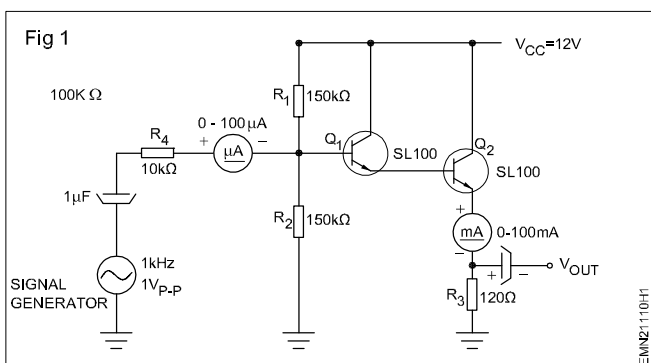 Fig 1
VCC=12V
100K Ω
R1 150kΩ
0 - 100µA
R4
+ µA -
10kΩ
Q1
SL100
Q2
SL100
1µF
R2 150kΩ
+
mA 0-100mA
-
+ - VOUT
1kHz
SIGNAL
GENERATOR
1VP-P
R3 120Ω
EMN21110H1